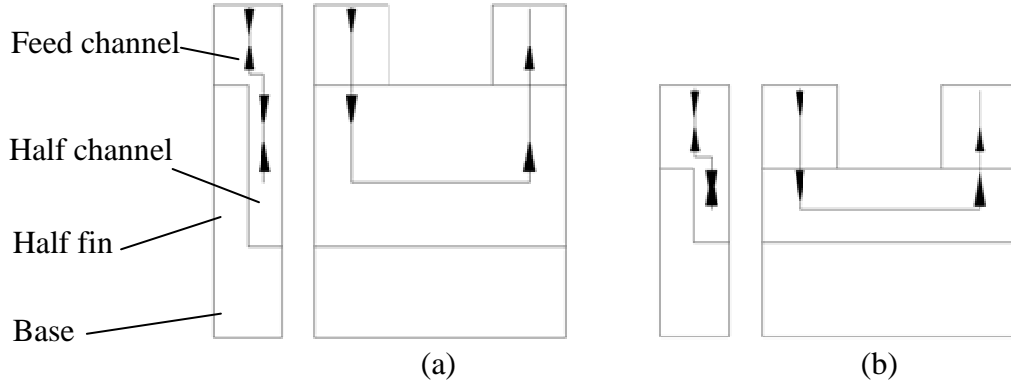 Feed channel
Half channel
Half fin
Base
(a)
(b)